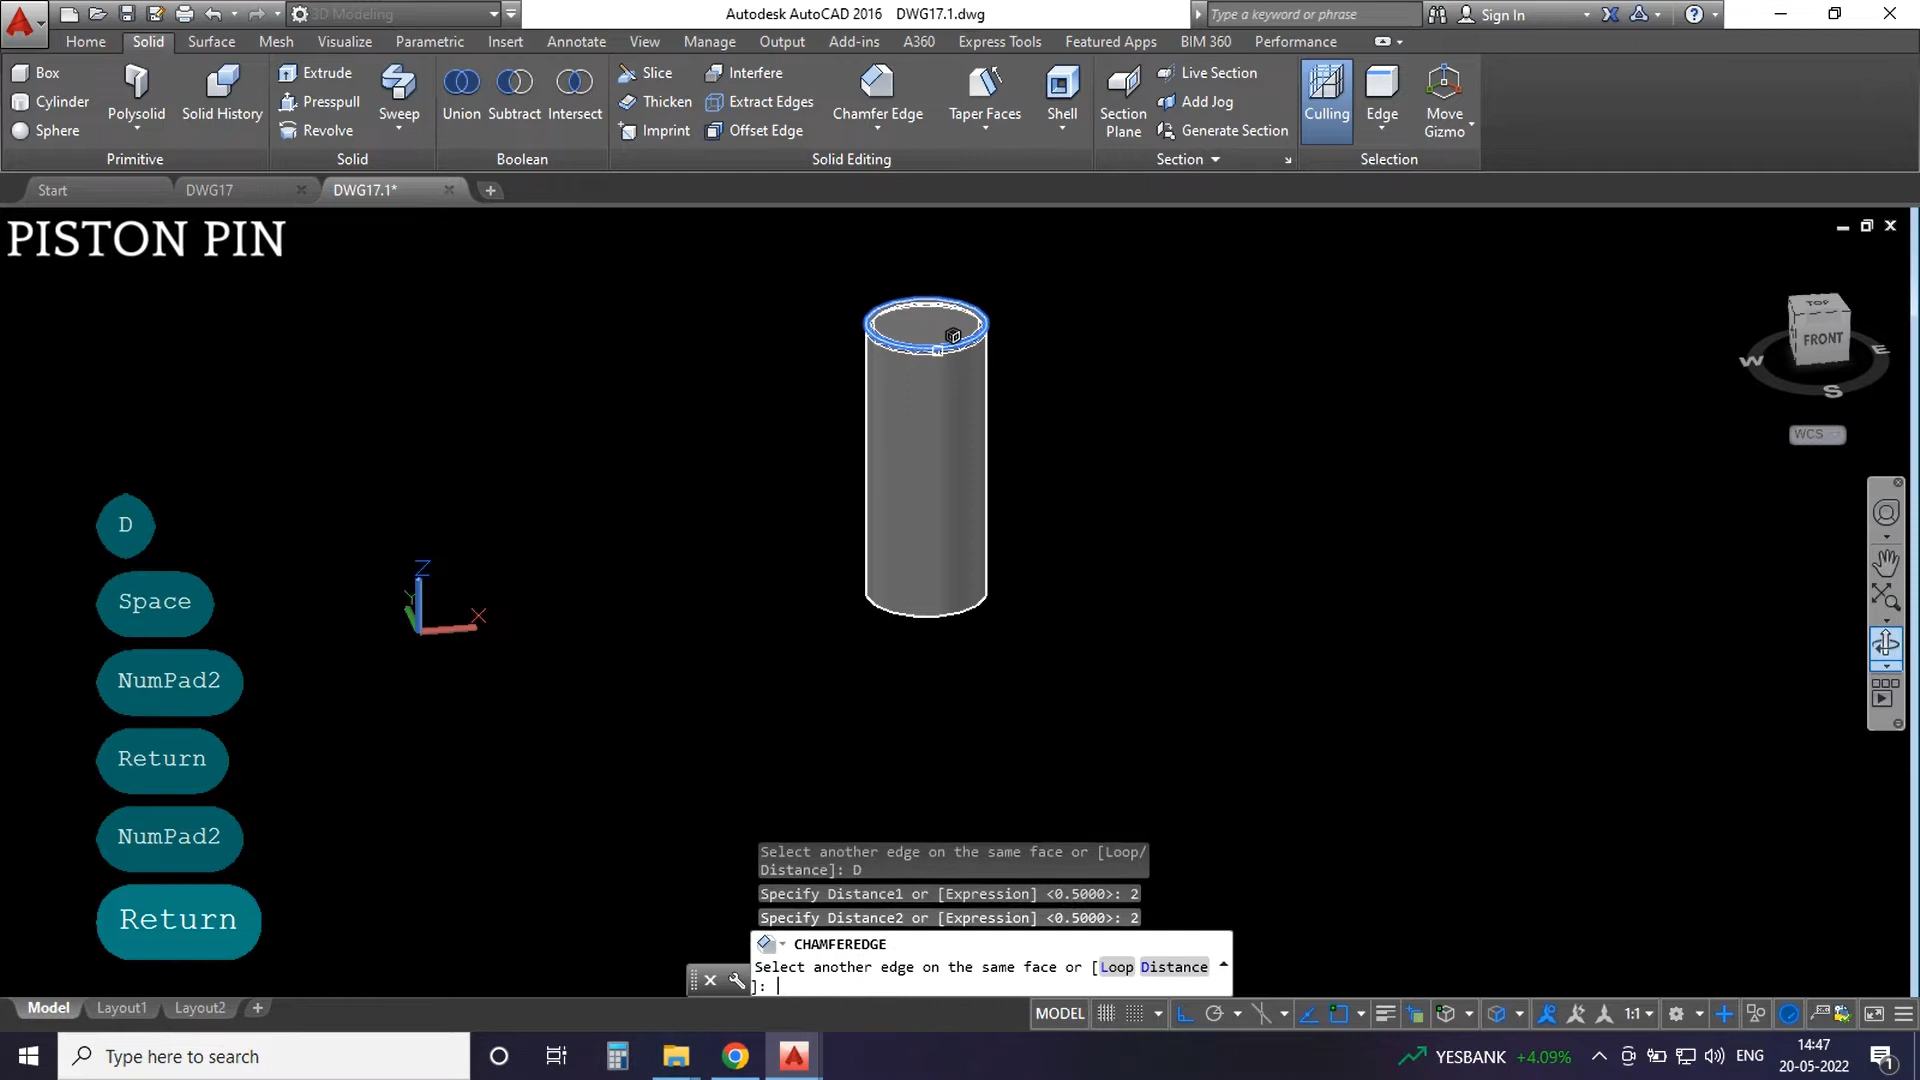 3D Modeling
Autodesk AutoCAD 2016 DWG17.1.dwg
Type a keyword or phrase
Sign In
Home Solid Surface Mesh Visualize Parametric Insert Annotate View Manage Output Add-ins A360 Express Tools Featured Apps BIM 360 Performance
Box
Cylinder
Sphere
Polysolid
Solid History
Extrude
Presspull
Revolve
Sweep
Union Subtract Intersect
Slice
Thicken
Imprint
Interfere
Extract Edges
Offset Edge
Chamfer Edge
Taper Faces
Shell
Section
Plane
Live Section
Add Jog
Generate Section
Culling
Edge
Move
Gizmo
Primitive Solid Boolean Solid Editing Section Selection
Start DWG17 DWG17.1*
PISTON PIN
TOP
FRONT
W
E
S
WCS
Z
Y
X
D
Space
NumPad2
Return
NumPad2
Return
Select another edge on the same face or [Loop/
Distance]: D
Specify Distance1 or [Expression] <0.5000>: 2
Specify Distance2 or [Expression] <0.5000>: 2
CHAMFEREDGE
Select another edge on the same face or [Loop Distance
]:
Model Layout1 Layout2
MODEL
1:1
Type here to search
YESBANK +4.09%
ENG
14:47
20-05-2022
1